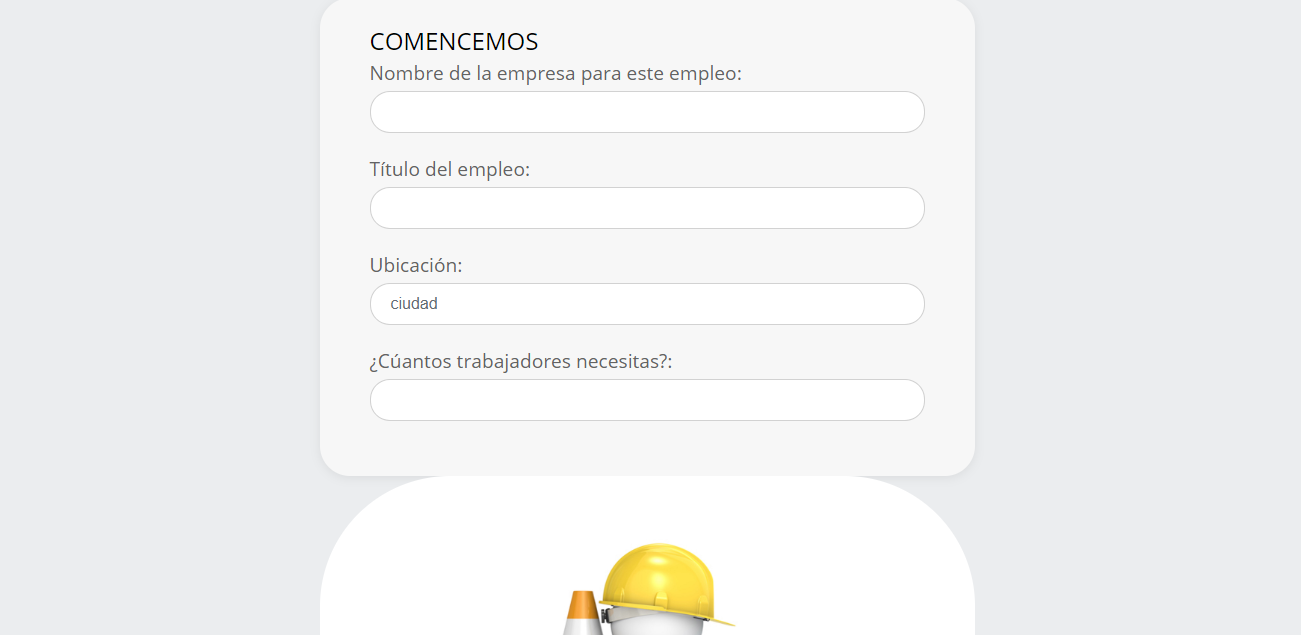 COMENCEMOS
Nombre de la empresa para este empleo:
Título del empleo:
Ubicación:
ciudad
¿Cúantos trabajadores necesitas?: